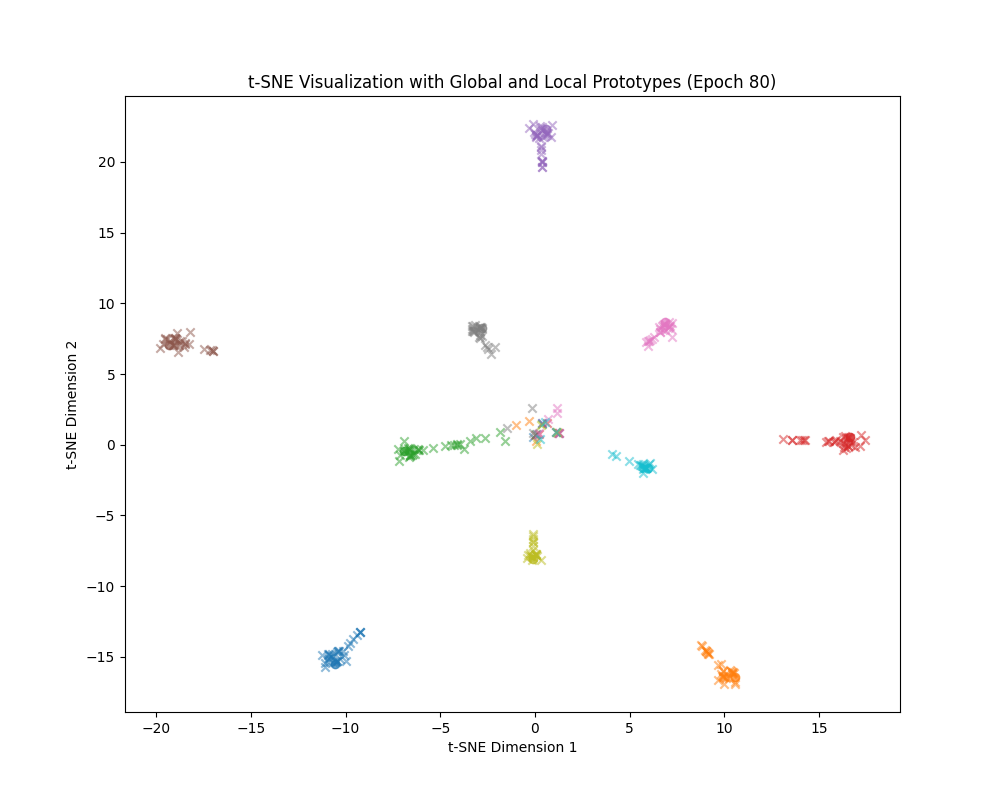 t-SNE Visualization with Global and Local Prototypes (Epoch 80)
20
15
10
5
0
−5
−10
−15
t-SNE Dimension 2
−20 −15 −10 −5 0 5 10 15
t-SNE Dimension 1